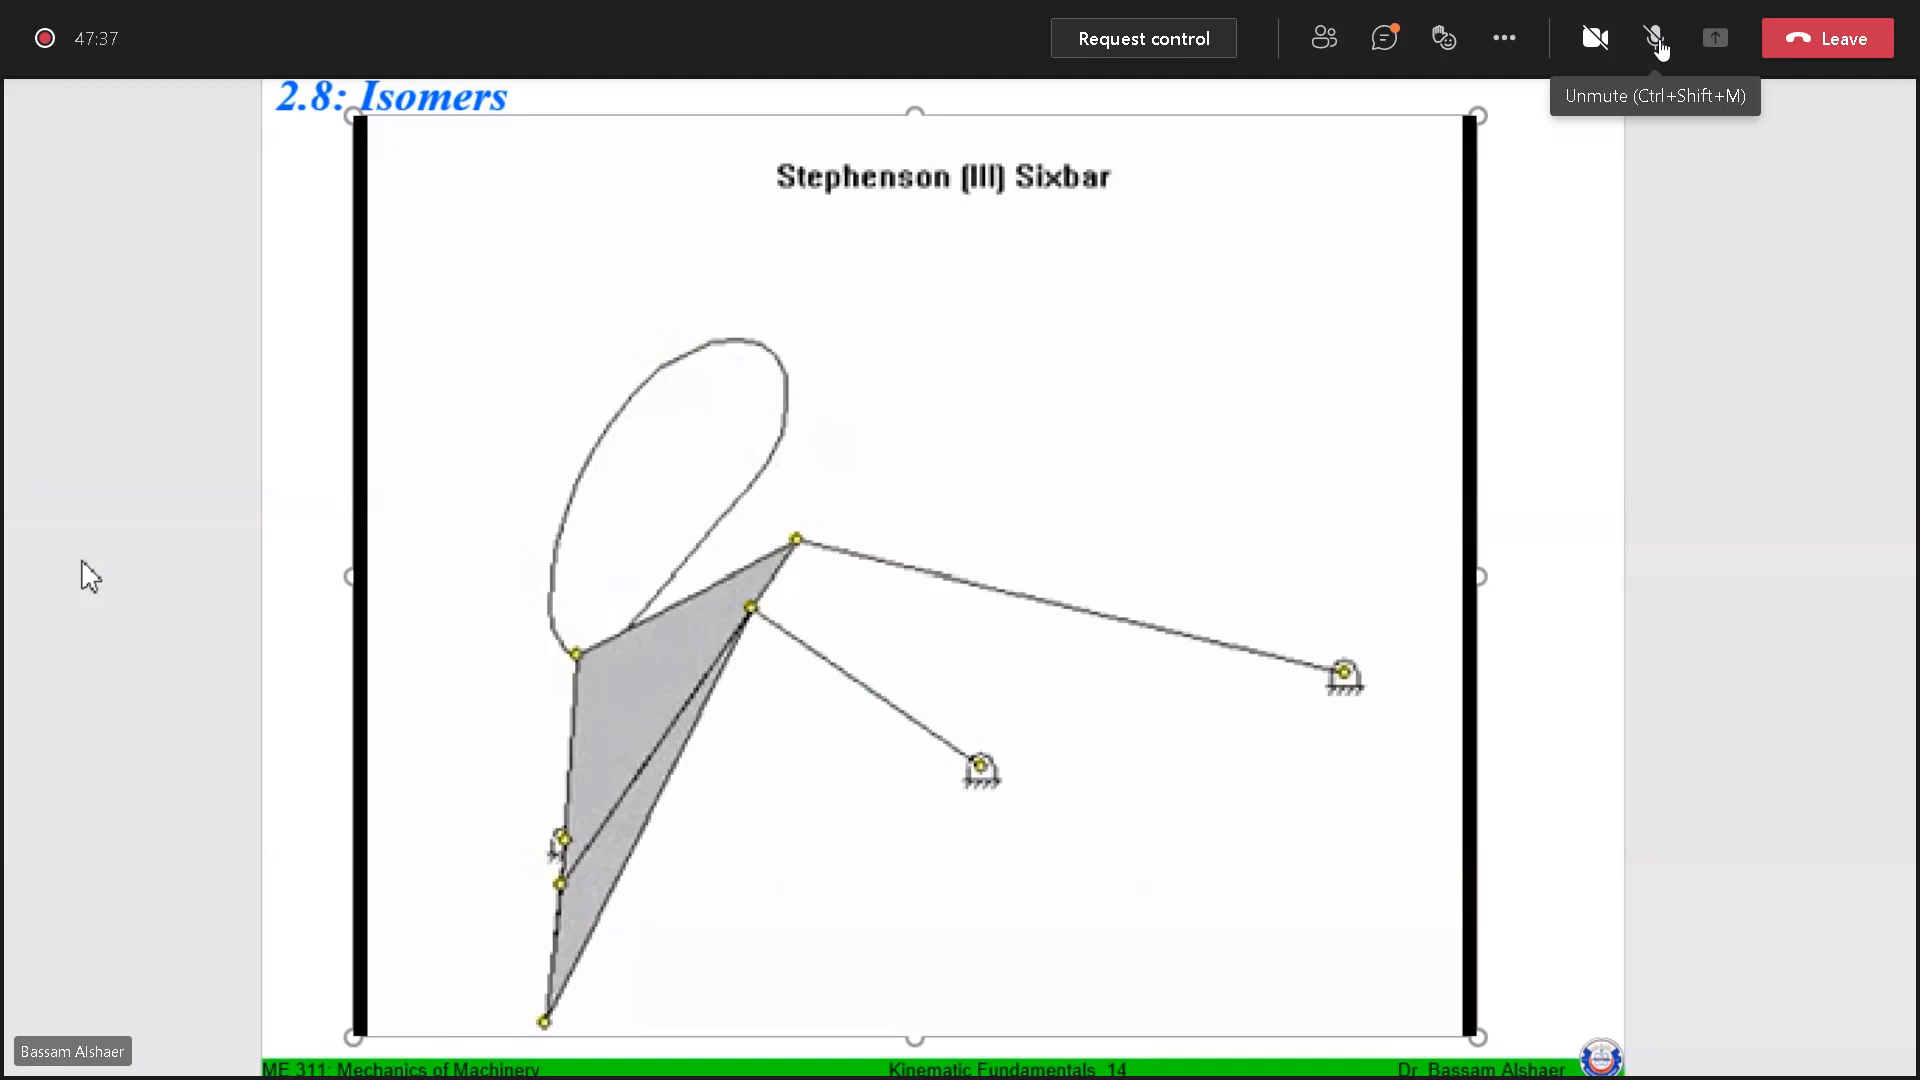 47:37
Request control
Leave
Unmute (Ctrl+Shift+M)
2.8: Isomers
Stephenson (III) Sixbar
Bassam Alshaer
ME 311: Mechanics of Machinery
Kinematic Fundamentals 14
Dr. Bassam Alshaer